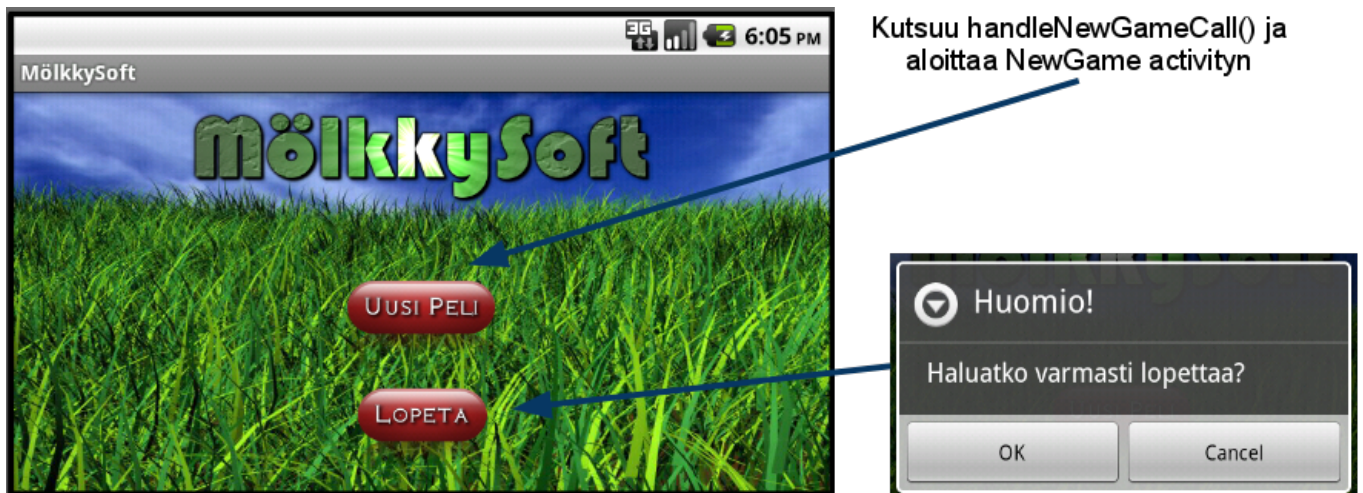 3G 6:05 PM
MölkkySoft
MölkkySoft
UUSI PELI
LOPETA
Kutsuu handleNewGameCall() ja
aloittaa NewGame activityn
Huomio!
Haluatko varmasti lopettaa?
OK Cancel